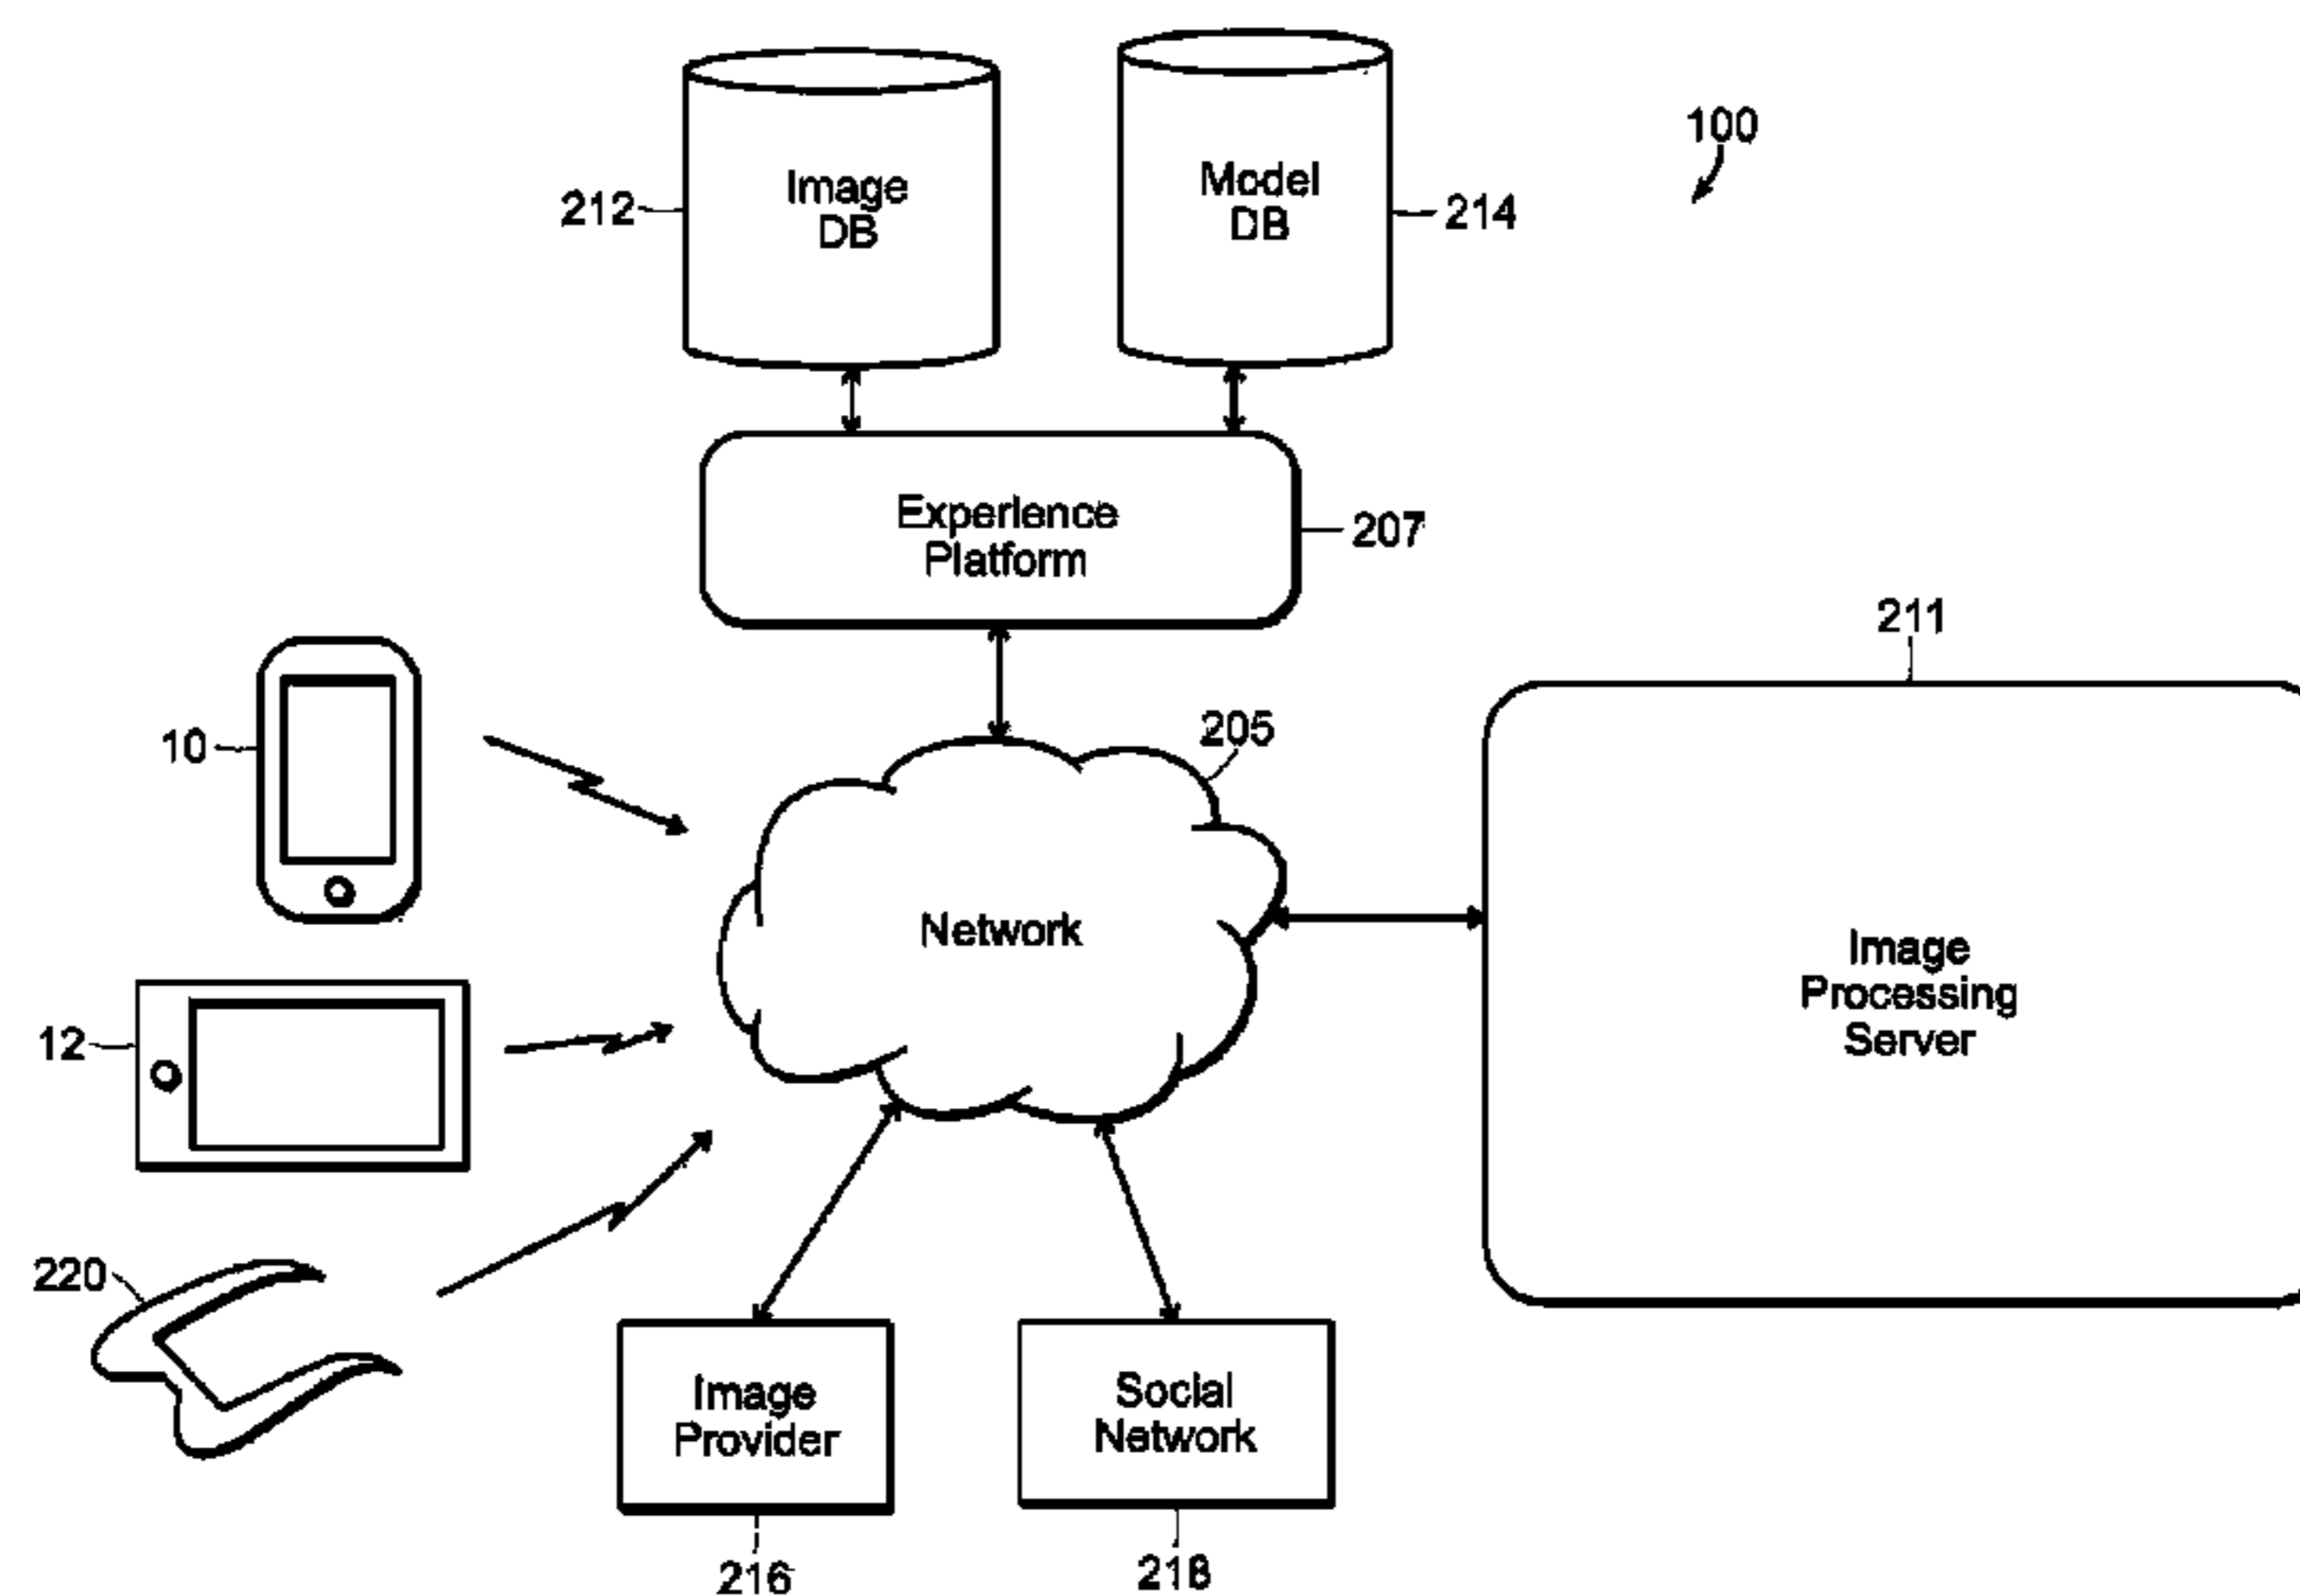 100
Image
DB
212
Model
DB
214
Experience
Platform
207
211
10
205
Network
Image
Processing
Server
12
220
Image
Provider
Social
Network
216
218